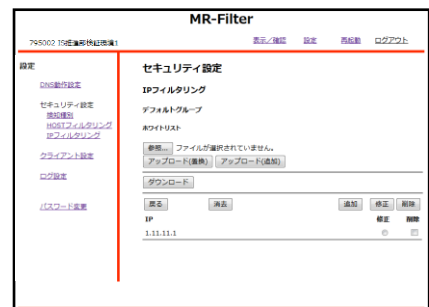 MR-Filter
795002 IS推進部検証環境1 表示／確認 設定 再起動 ログアウト
設定
DNS動作設定
セキュリティ設定
検知種別
HOSTフィルタリング
IPフィルタリング
クライアント設定
ログ設定
パスワード変更
セキュリティ設定
IPフィルタリング
デフォルトグループ
ホワイトリスト
参照... ファイルが選択されていません。
アップロード(置換) アップロード(追加)
ダウンロード
戻る 消去 追加 修正 削除
IP 修正 削除
1.11.11.1